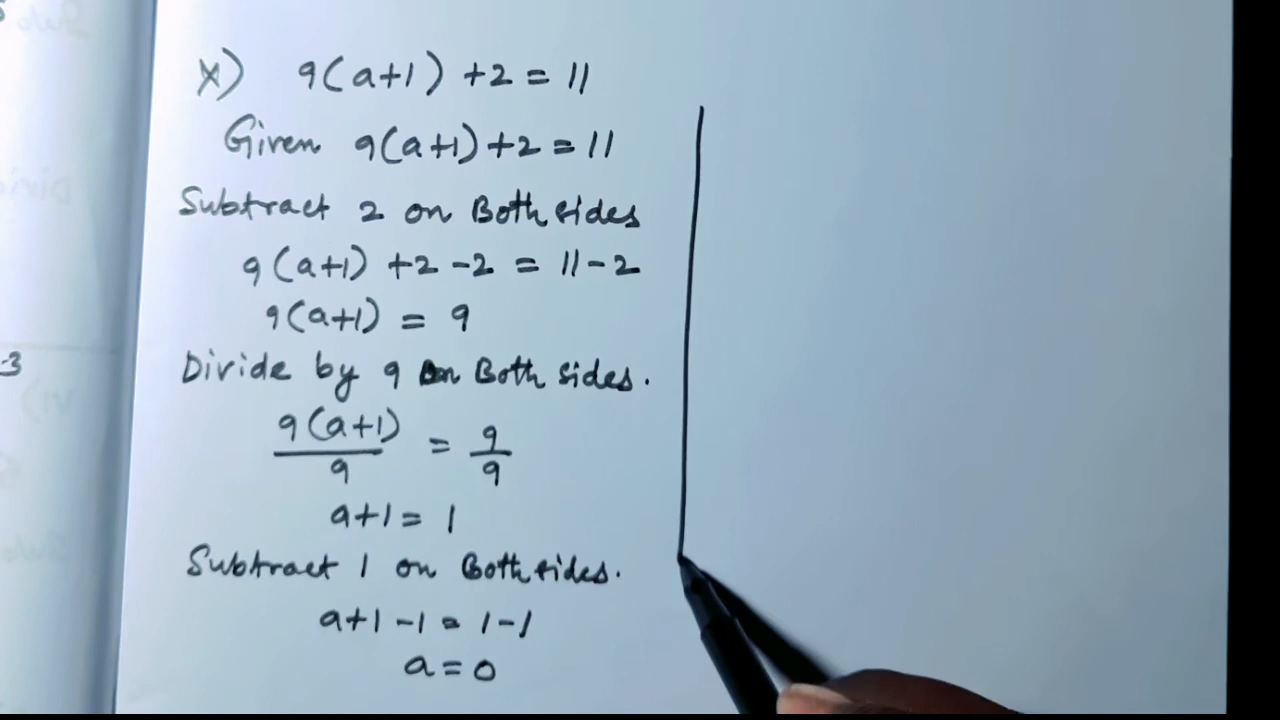 x) 9(a+1) +2 = 11
Given 9(a+1)+2 = 11
Subtract 2 on Both sides
9(a+1) +2 -2 = 11-2
9(a+1) = 9
Divide by 9 on Both sides.
9(a+1)/9 = 9/9
a+1 = 1
Subtract 1 on Both sides.
a+1 -1 = 1-1
a = 0
-3